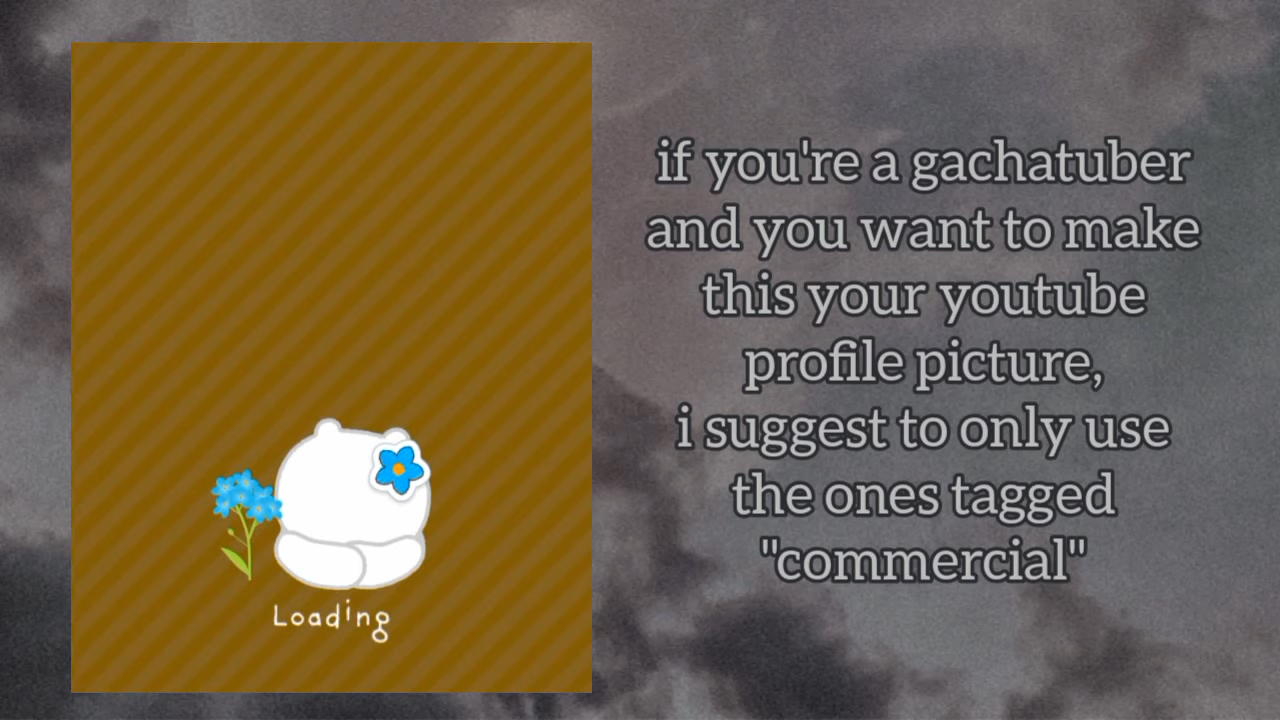 Loading
if you're a gachatuber
and you want to make
this your youtube
profile picture,
i suggest to only use
the ones tagged
"commercial"